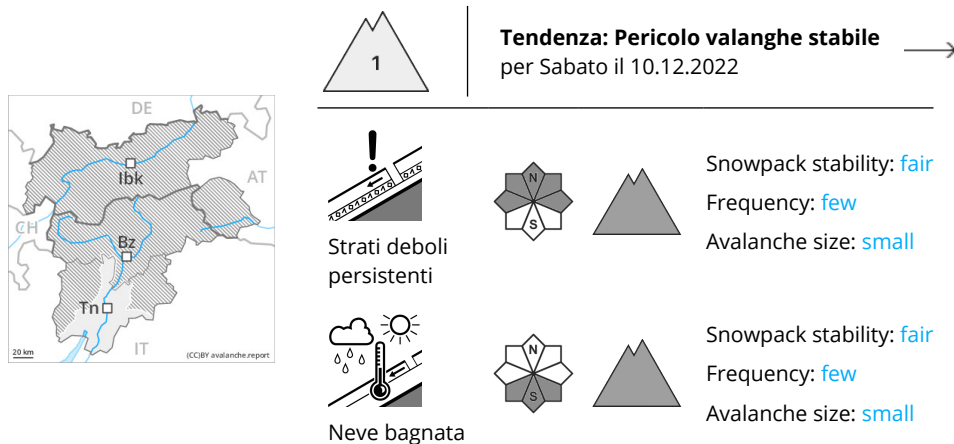 1
Tendenza: Pericolo valanghe stabile
per Sabato il 10.12.2022
DE
Ibk
AT
CH
Bz
Tn
IT
20 km
(CC)BY avalanche.report
Strati deboli
persistenti
N
S
Snowpack stability: fair
Frequency: few
Avalanche size: small
Neve bagnata
N
S
Snowpack stability: fair
Frequency: few
Avalanche size: small